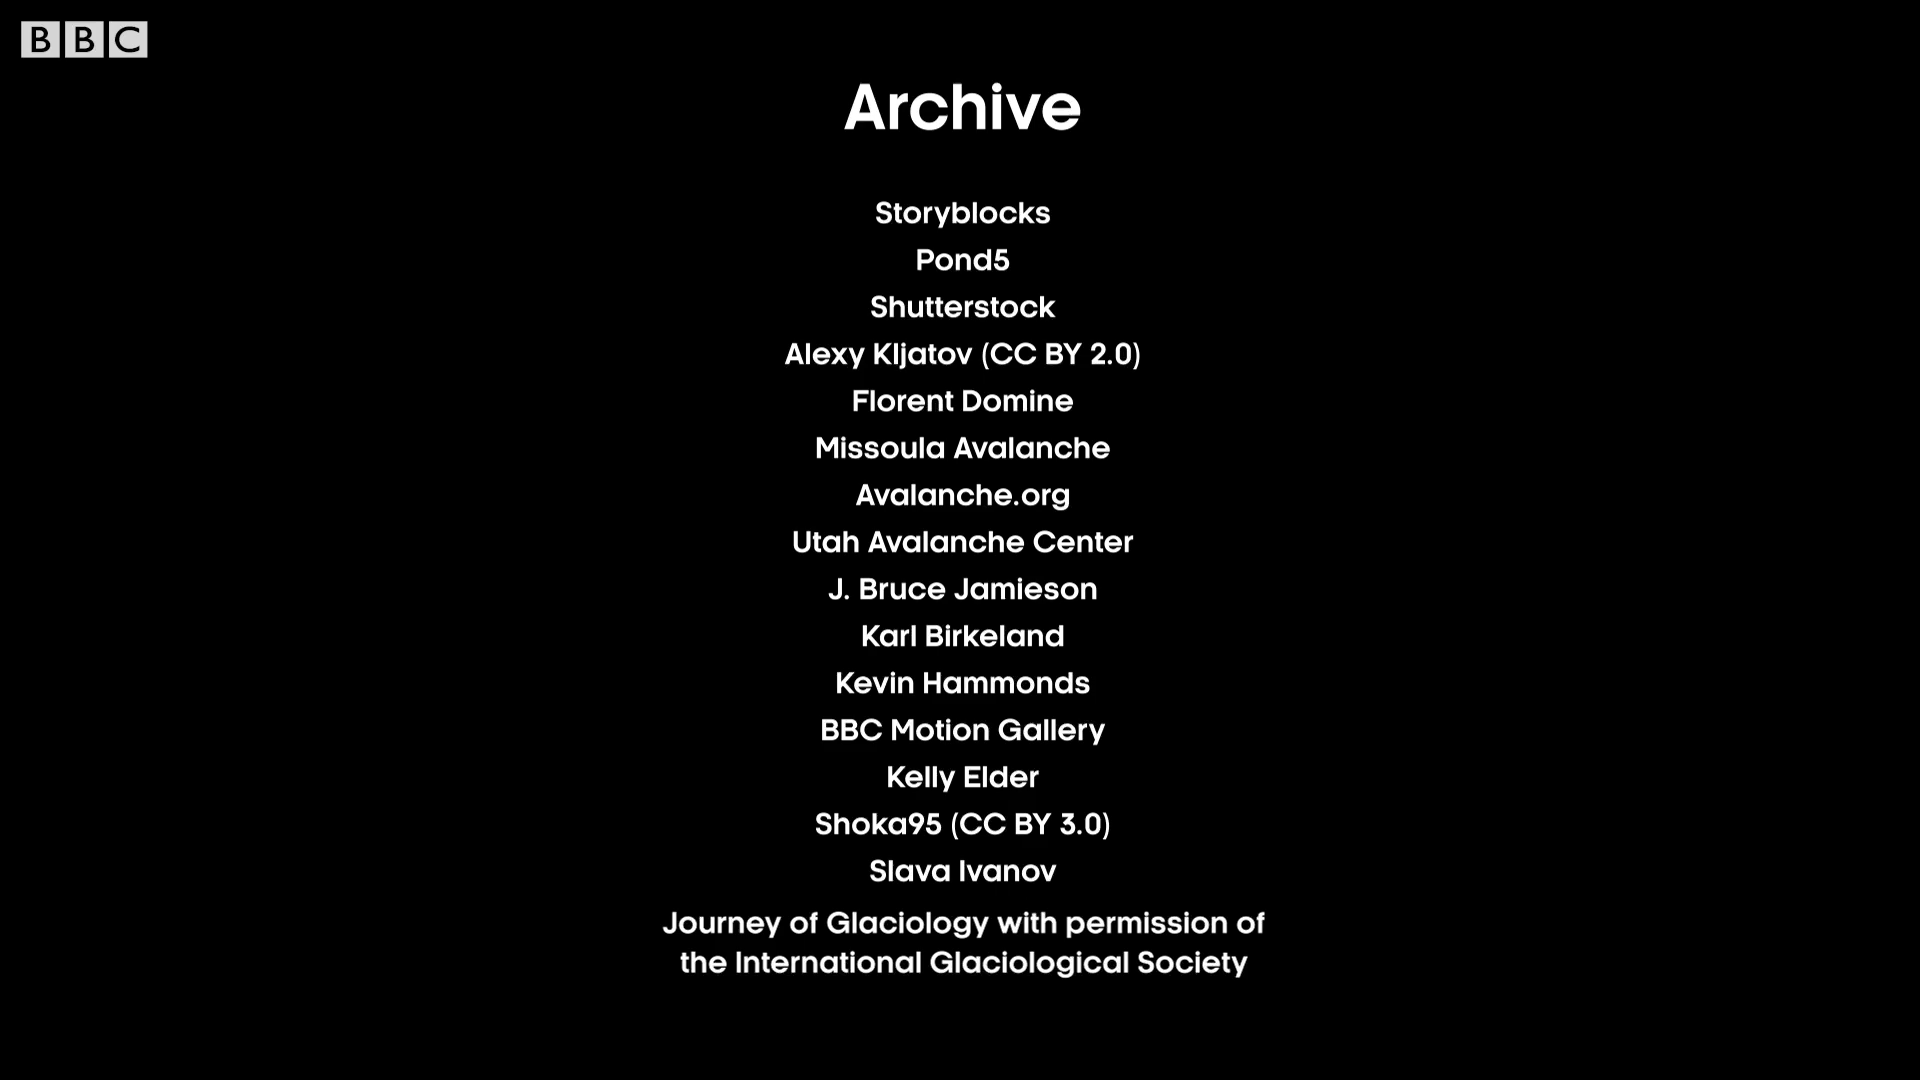 BBC
Archive
Storyblocks
Pond5
Shutterstock
Alexy Kljatov (CC BY 2.0)
Florent Domine
Missoula Avalanche
Avalanche.org
Utah Avalanche Center
J. Bruce Jamieson
Karl Birkeland
Kevin Hammonds
BBC Motion Gallery
Kelly Elder
Shoka95 (CC BY 3.0)
Slava Ivanov
Journey of Glaciology with permission of
the International Glaciological Society